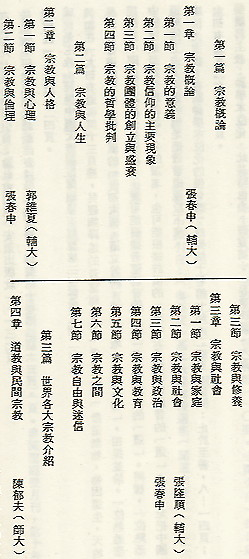 第一篇　宗教概論
第一章　宗教概論　張春申（輔大）
第一節　宗教的意義
第二節　宗教信仰的主要現象
第三節　宗教團體的創立與盛衰
第四節　宗教的哲學批判
第二篇　宗教與人生
第二章　宗教與人格
第一節　宗教與心理　郭維夏（輔大）
第二節　宗教與倫理　張春申
第三節　宗教與修養
第三章　宗教與社會
第一節　宗教與家庭
第二節　宗教與社會　張隆順（輔大）
第三節　宗教與政治　張春申
第四節　宗教與教育
第五節　宗教與文化
第六節　宗教之間
第七節　宗教自由與迷信
第三篇　世界各大宗教介紹
第四章　道教與民間宗教　陳郁夫（師大）